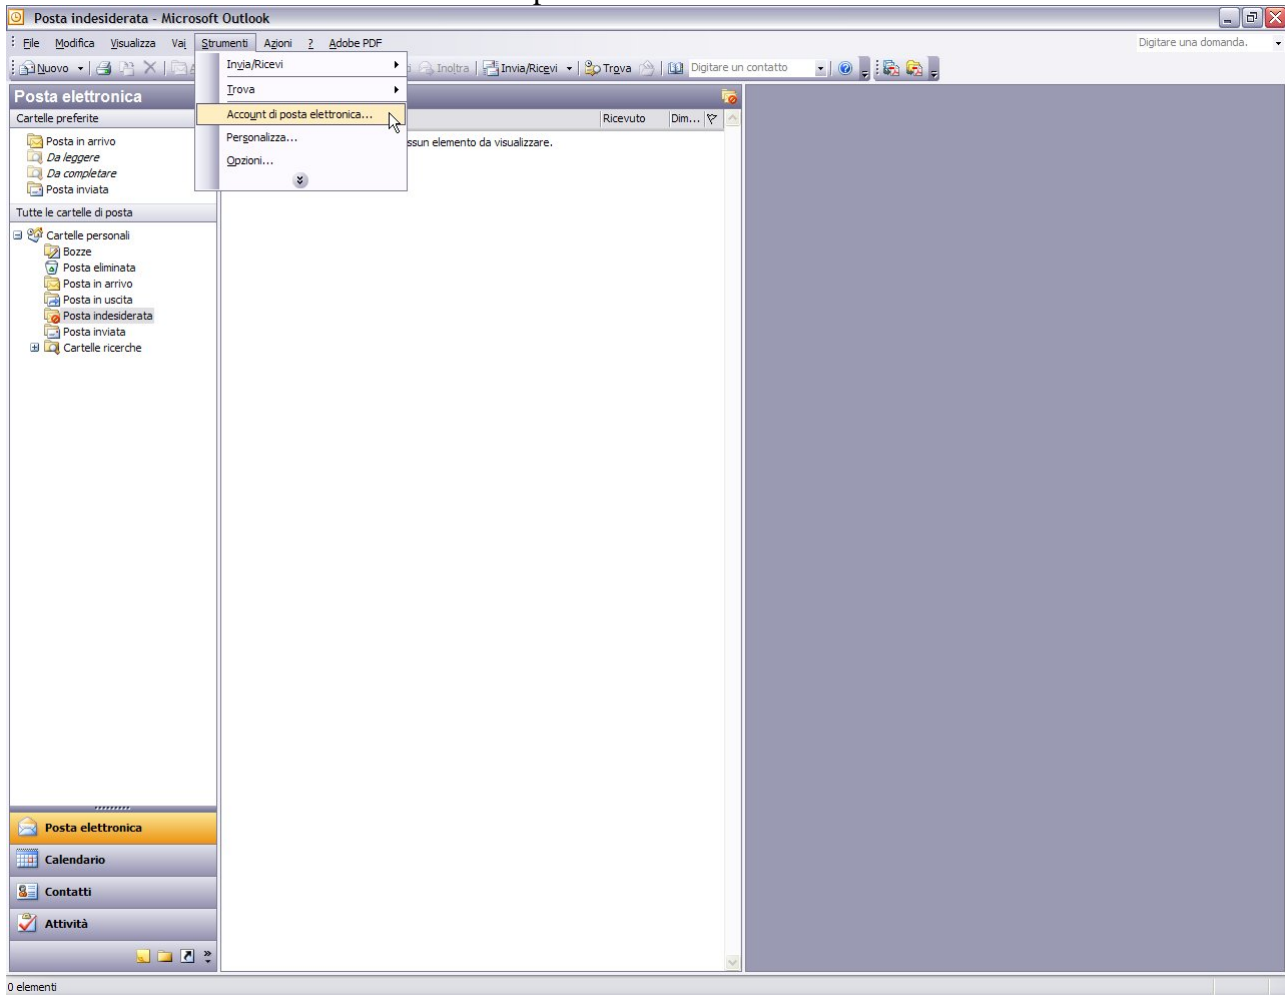 Posta indesiderata - Microsoft Outlook
File Modifica Visualizza Vai Strumenti Azioni ? Adobe PDF Digitare una domanda.
Nuovo Inoltra Invia/Ricevi Trova Digitare un contatto
Invia/Ricevi
Trova
Account di posta elettronica...
Personalizza...
Opzioni...
Posta elettronica
Cartelle preferite
Ricevuto Dim...
Posta in arrivo
ssun elemento da visualizzare.
Da leggere
Da completare
Posta inviata
Tutte le cartelle di posta
Cartelle personali
Bozze
Posta eliminata
Posta in arrivo
Posta in uscita
Posta indesiderata
Posta inviata
Cartelle ricerche
Posta elettronica
Calendario
Contatti
Attività
0 elementi